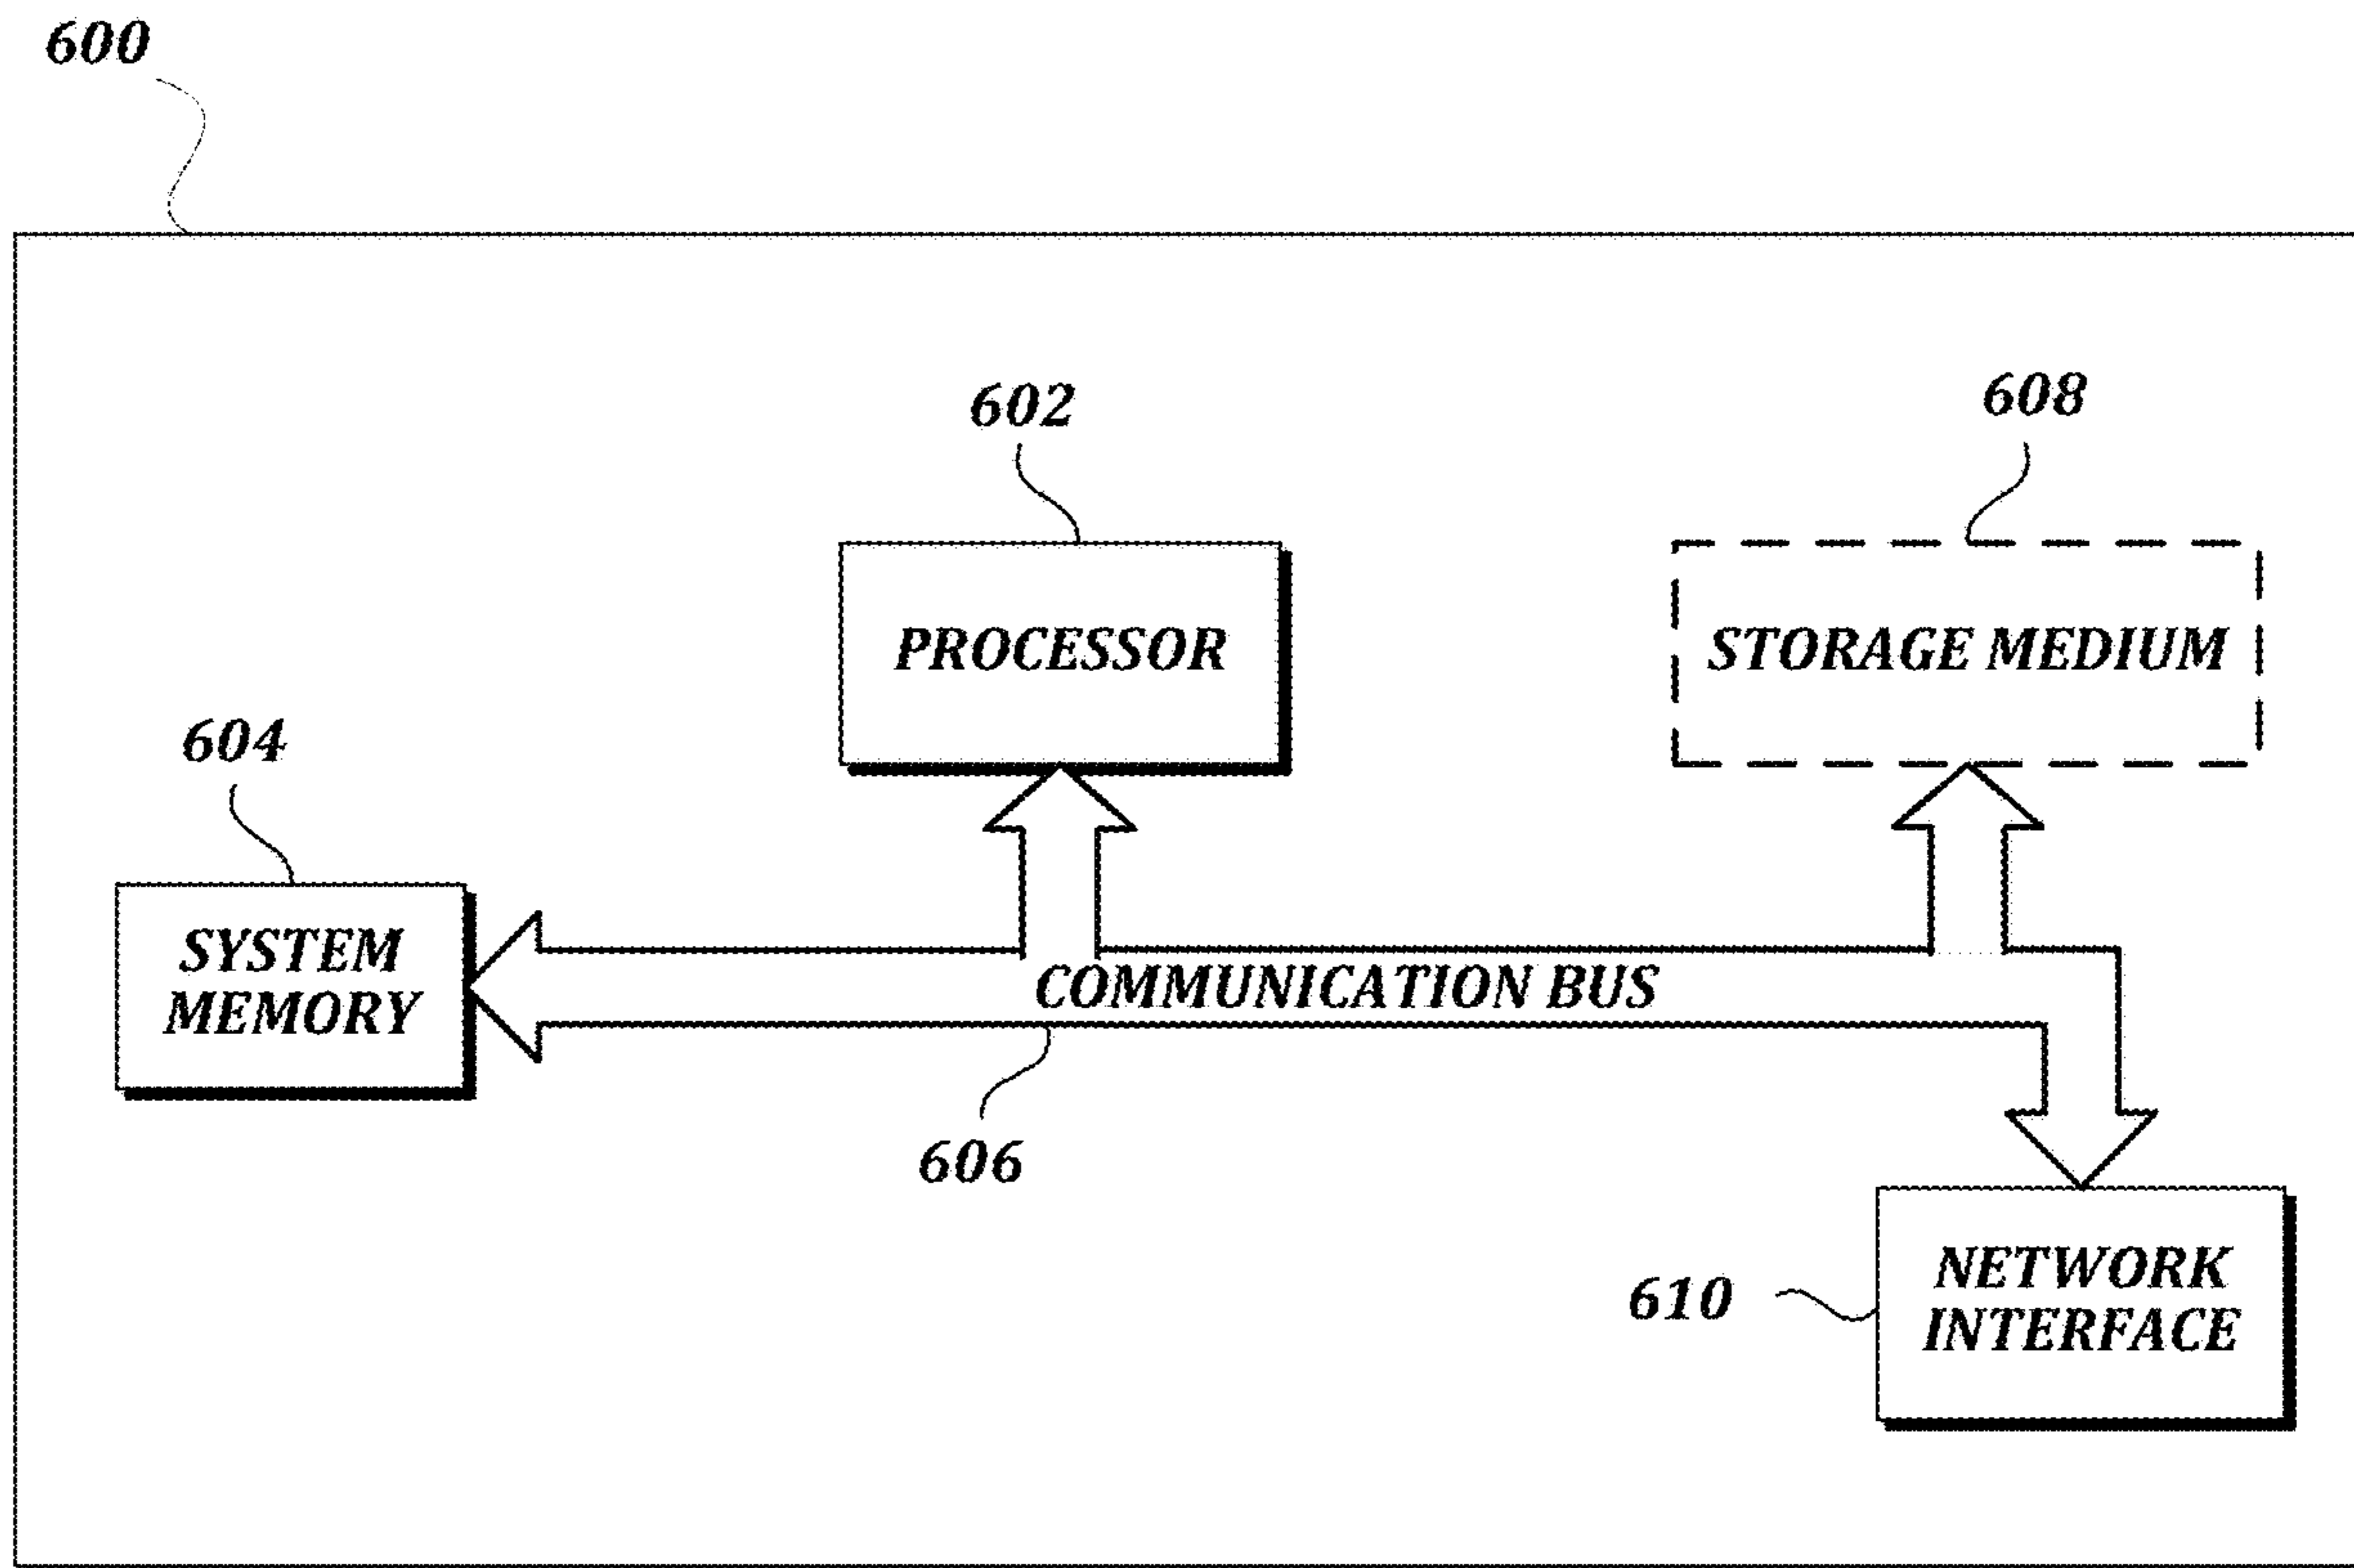 600
602
608
PROCESSOR
STORAGE MEDIUM
604
SYSTEM
MEMORY
COMMUNICATION BUS
606
610
NETWORK
INTERFACE